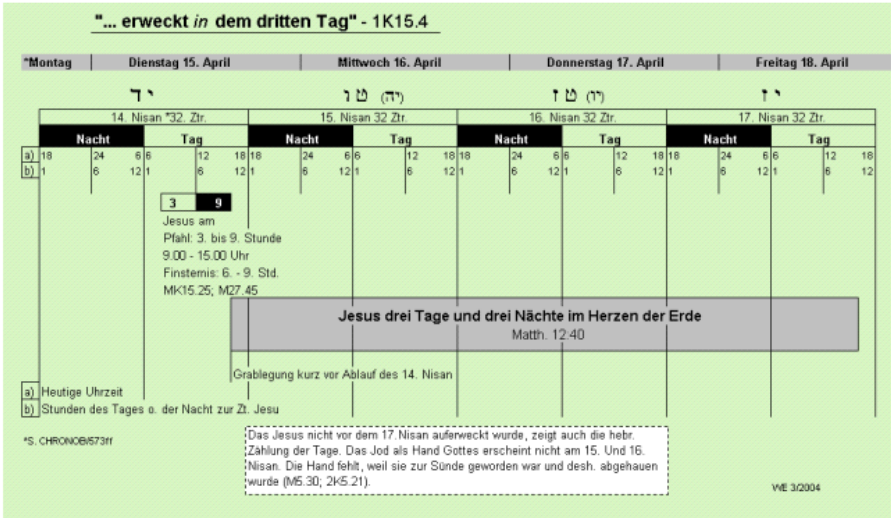 "... erweckt in dem dritten Tag" - 1K15.4
*Montag Dienstag 15. April Mittwoch 16. April Donnerstag 17. April Freitag 18. April
יד טו (יה) טז (יו) יז
14. Nisan *32. Ztr. 15. Nisan 32 Ztr. 16. Nisan 32 Ztr. 17. Nisan 32 Ztr.
Nacht Tag Nacht Tag Nacht Tag Nacht Tag
a) 18 24 6 6 12 18 18 24 6 6 12 18 18 24 6 6 12 18 18 24 6 6 12 18
b) 1 6 12 1 6 12 1 6 12 1 6 12 1 6 12 1 6 12 1 6 12 1 6 12
3 9
Jesus am
Pfahl: 3. bis 9. Stunde
9.00 - 15.00 Uhr
Finsternis: 6. - 9. Std.
MK15.25; M27.45
Jesus drei Tage und drei Nächte im Herzen der Erde
Matth. 12:40
Grablegung kurz vor Ablauf des 14. Nisan
a) Heutige Uhrzeit
b) Stunden des Tages o. der Nacht zur Zt. Jesu
*S. CHRONOB/573ff
Das Jesus nicht vor dem 17. Nisan auferweckt wurde, zeigt auch die hebr.
Zählung der Tage. Das Jod als Hand Gottes erscheint nicht am 15. Und 16.
Nisan. Die Hand fehlt, weil sie zur Sünde geworden war und desh. abgehauen
wurde (M5.30; 2K5.21).
WE 3/2004